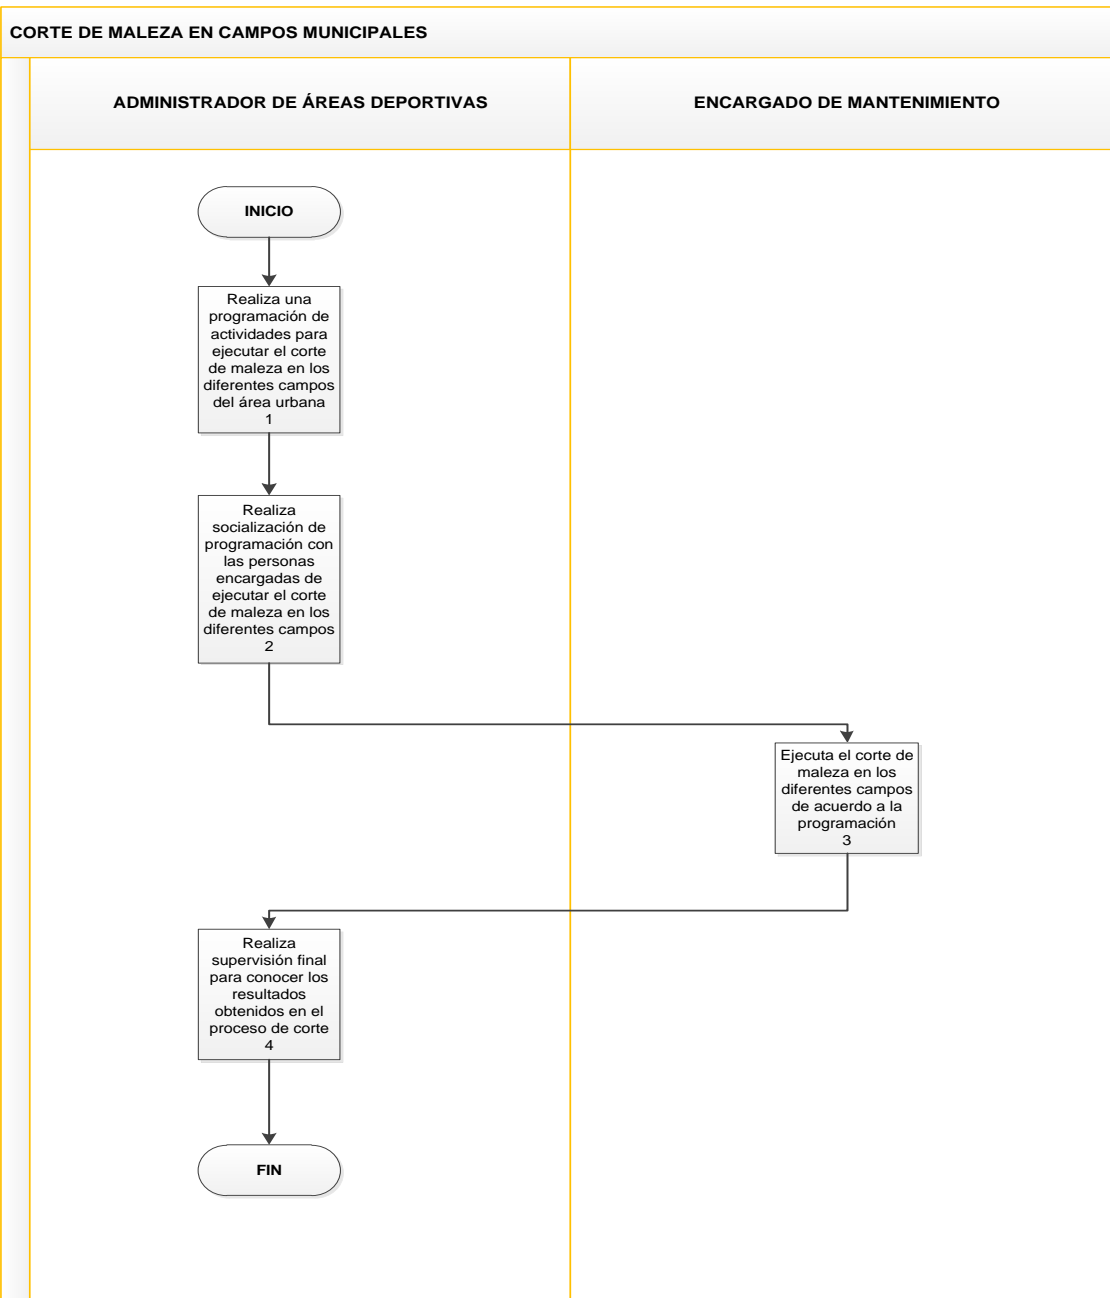 CORTE DE MALEZA EN CAMPOS MUNICIPALES
ADMINISTRADOR DE ÁREAS DEPORTIVAS
ENCARGADO DE MANTENIMIENTO
INICIO
Realiza una
programación de
actividades para
ejecutar el corte
de maleza en los
diferentes campos
del área urbana
1
Realiza
socialización de
programación con
las personas
encargadas de
ejecutar el corte
de maleza en los
diferentes campos
2
Ejecuta el corte de
maleza en los
diferentes campos
de acuerdo a la
programación
3
Realiza
supervisión final
para conocer los
resultados
obtenidos en el
proceso de corte
4
FIN